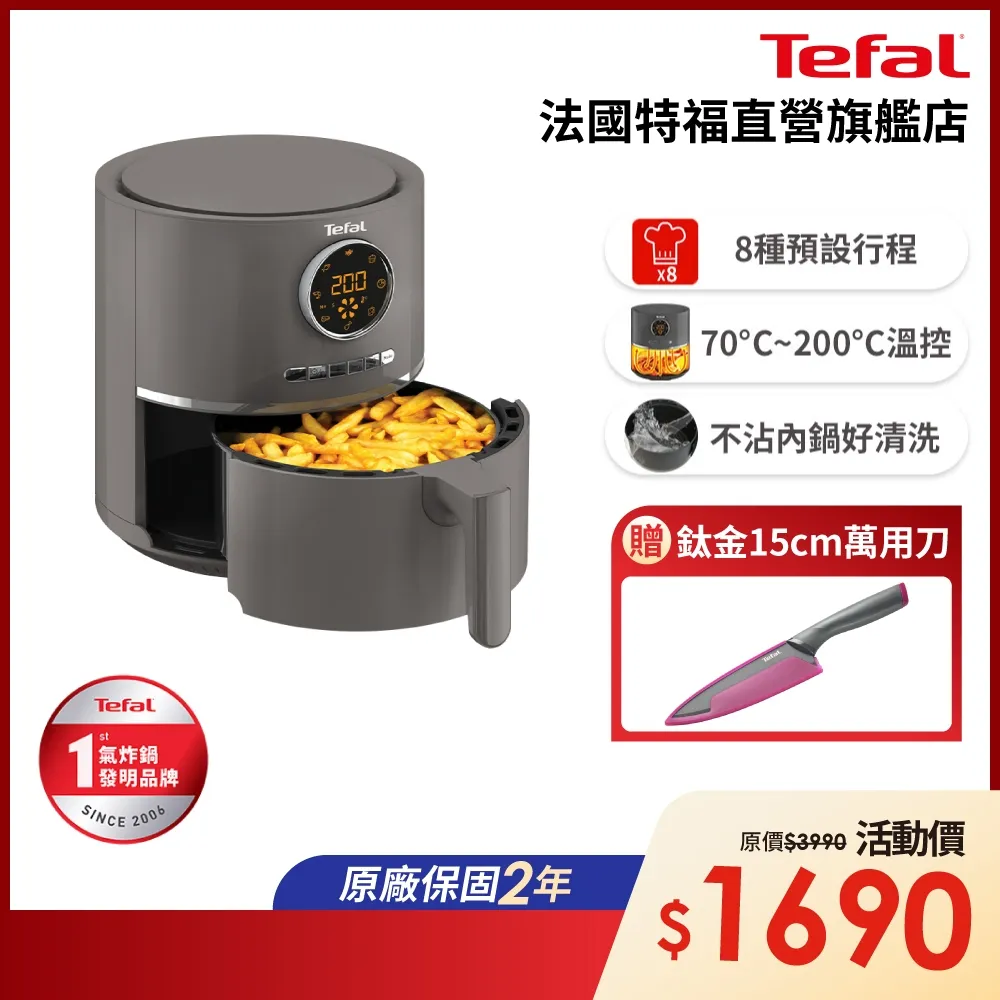 Tefal
法國特福直營旗艦店
Tefal
200
x8
8種預設行程
70°C~200°C溫控
不沾內鍋好清洗
贈 鈦金15cm萬用刀
Tefal
Tefal
1st
氣炸鍋
發明品牌
SINCE 2006
原廠保固2年
原價$3990 活動價
$1690